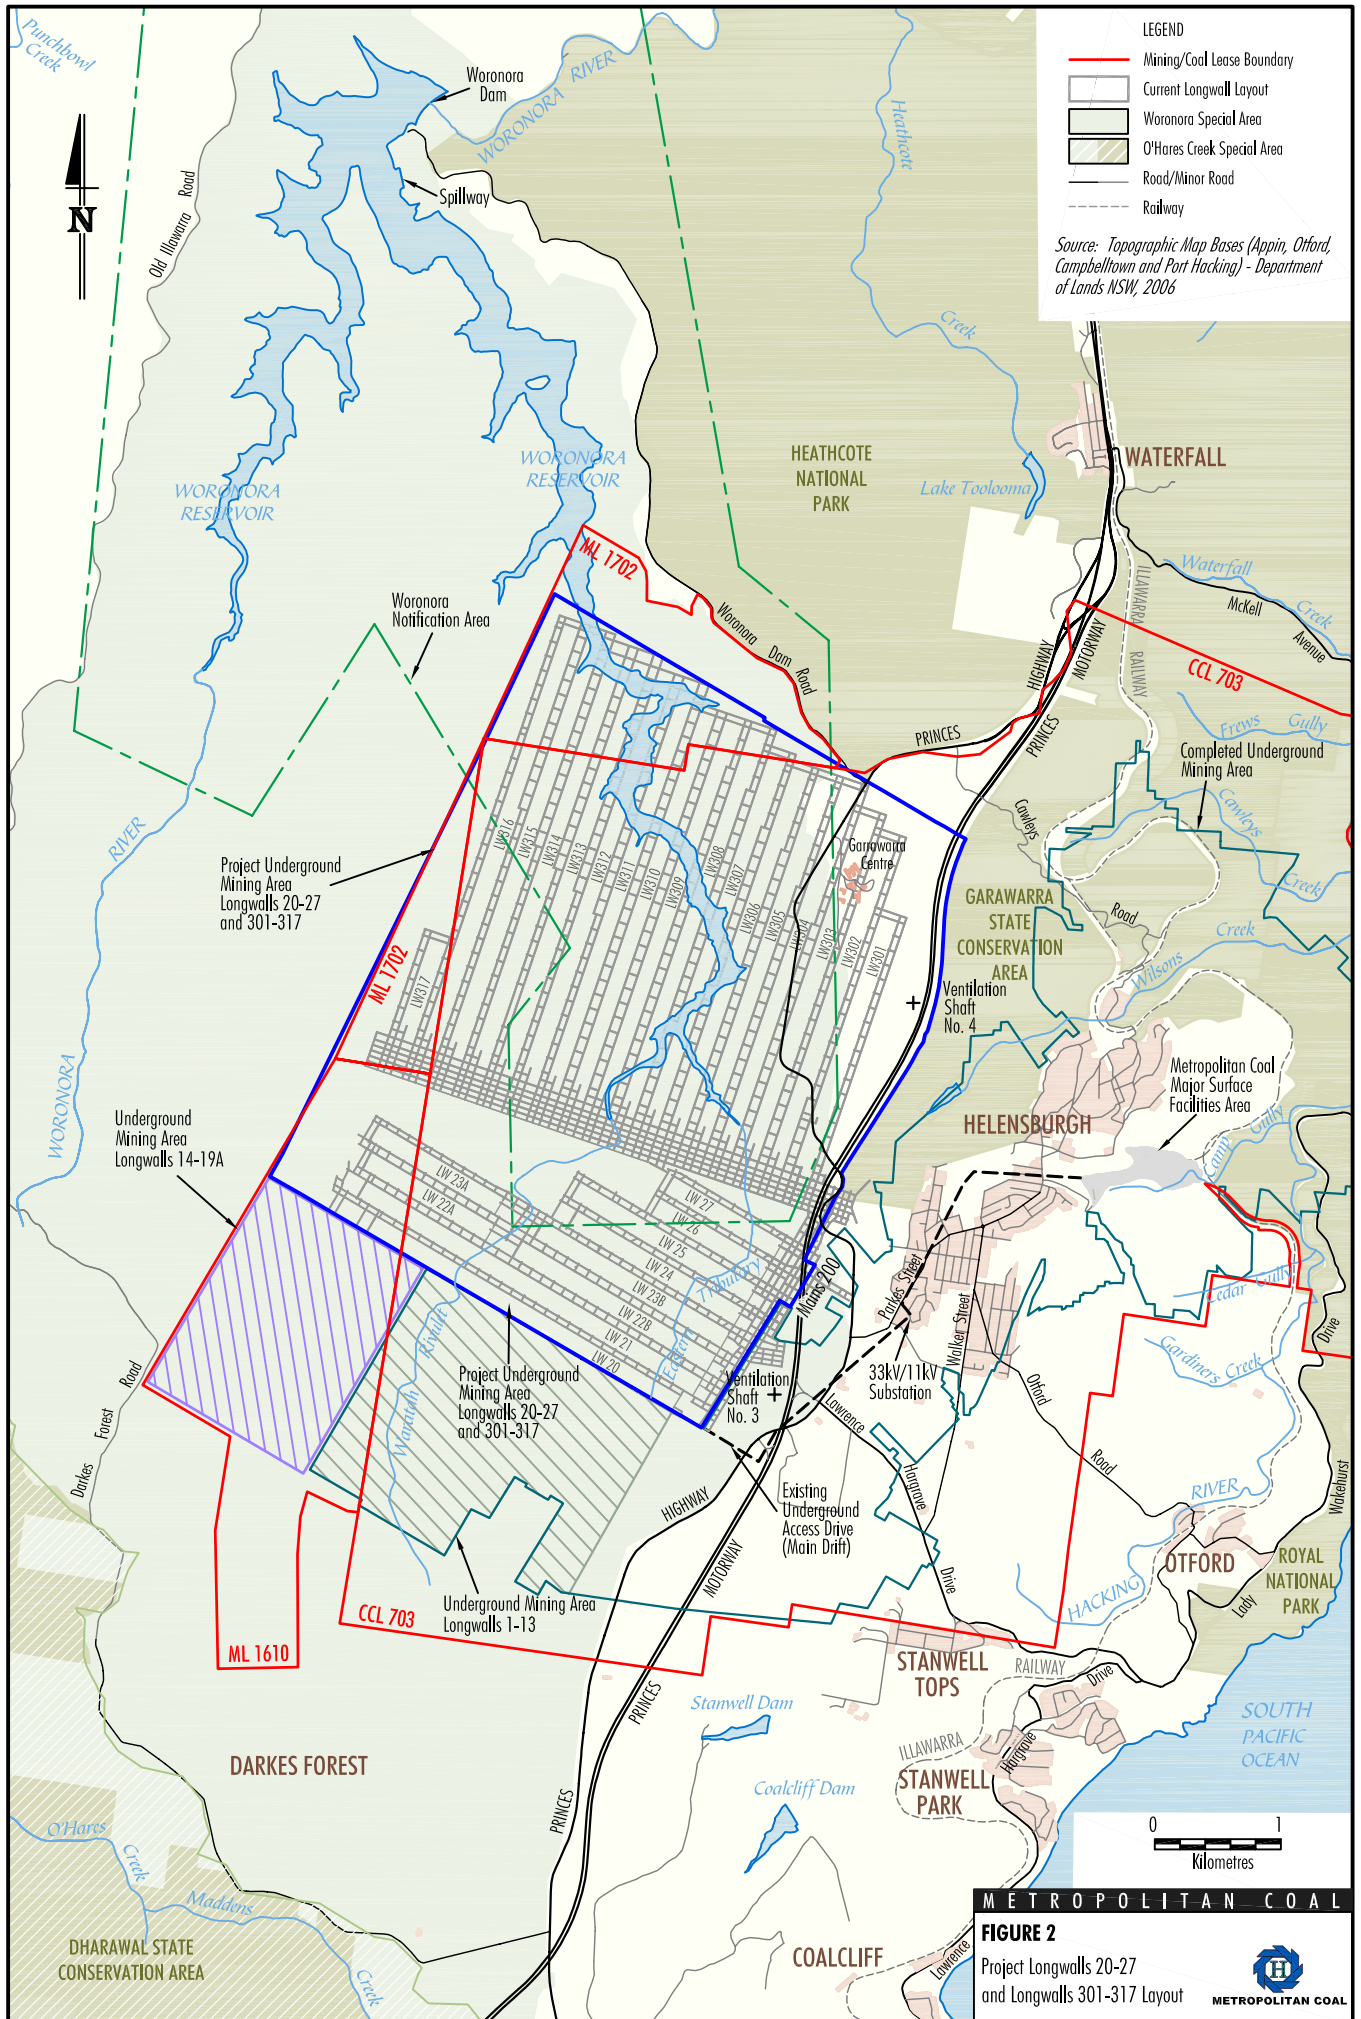 LEGEND
Mining/Coal Lease Boundary
Current Longwall Layout
Woronora Special Area
O'Hares Creek Special Area
Road/Minor Road
Railway
Source: Topographic Map Bases (Appin, Otford,
Campbelltown and Port Hacking) - Department
of Lands NSW, 2006
Punchbowl
Creek
N
Old Illawarra Road
Woronora
Dam
WORONORA RIVER
Spillway
Heathcote
Creek
WORONORA
RESERVOIR
WORONORA
RESERVOIR
HEATHCOTE
NATIONAL
PARK
Lake Toolooma
WATERFALL
Waterfall
Creek
McKell
Avenue
ILLAWARRA
RAILWAY
ML 1702
Woronora
Notification Area
Woronora Dam Road
HIGHWAY
MOTORWAY
PRINCES
PRINCES
CCL 703
Frews Gully
Completed Underground
Mining Area
Cawleys
Creek
Cawleys
Road
RIVER
WORONORA
Project Underground
Mining Area
Longwalls 20-27
and 301-317
LW316
LW315
LW314
LW313
LW312
LW311
LW310
LW309
LW308
LW307
LW306
LW305
LW304
LW303
LW302
LW301
LW317
Garrawarra
Centre
GARAWARRA
STATE
CONSERVATION
AREA
Wilsons
Creek
ML 1702
Ventilation
Shaft
No. 4
Metropolitan Coal
Major Surface
Facilities Area
Camp
Gully
HELENSBURGH
Underground
Mining Area
Longwalls 14-19A
LW 23A
LW 22A
LW 27
LW 26
LW 25
LW 24
LW 23B
LW 22B
LW 21
LW 20
Eastern
Tributary
Mains 200
Parkes Street
Walker Street
Cedar Gully
Drive
Gardiners Creek
Waratah
Rivulet
Project Underground
Mining Area
Longwalls 20-27
and 301-317
Ventilation
Shaft
No. 3
33kV/11kV
Substation
Lawrence
Hargrave
Drive
Otford
Road
Darkes Forest Road
HIGHWAY
MOTORWAY
Existing
Underground
Access Drive
(Main Drift)
RIVER
HACKING
Wakehurst
OTFORD
ROYAL
NATIONAL
PARK
Lady
Underground Mining Area
Longwalls 1-13
CCL 703
ML 1610
STANWELL
TOPS
RAILWAY
Drive
PRINCES
Stanwell Dam
ILLAWARRA
Hargrave
SOUTH
PACIFIC
OCEAN
DARKES FOREST
PRINCES
Coalcliff Dam
STANWELL
PARK
O'Hares
Creek
Maddens
Creek
DHARAWAL STATE
CONSERVATION AREA
COALCLIFF
Lawrence
0 1
Kilometres
METROPOLITAN COAL
FIGURE 2
Project Longwalls 20-27
and Longwalls 301-317 Layout
H
METROPOLITAN COAL